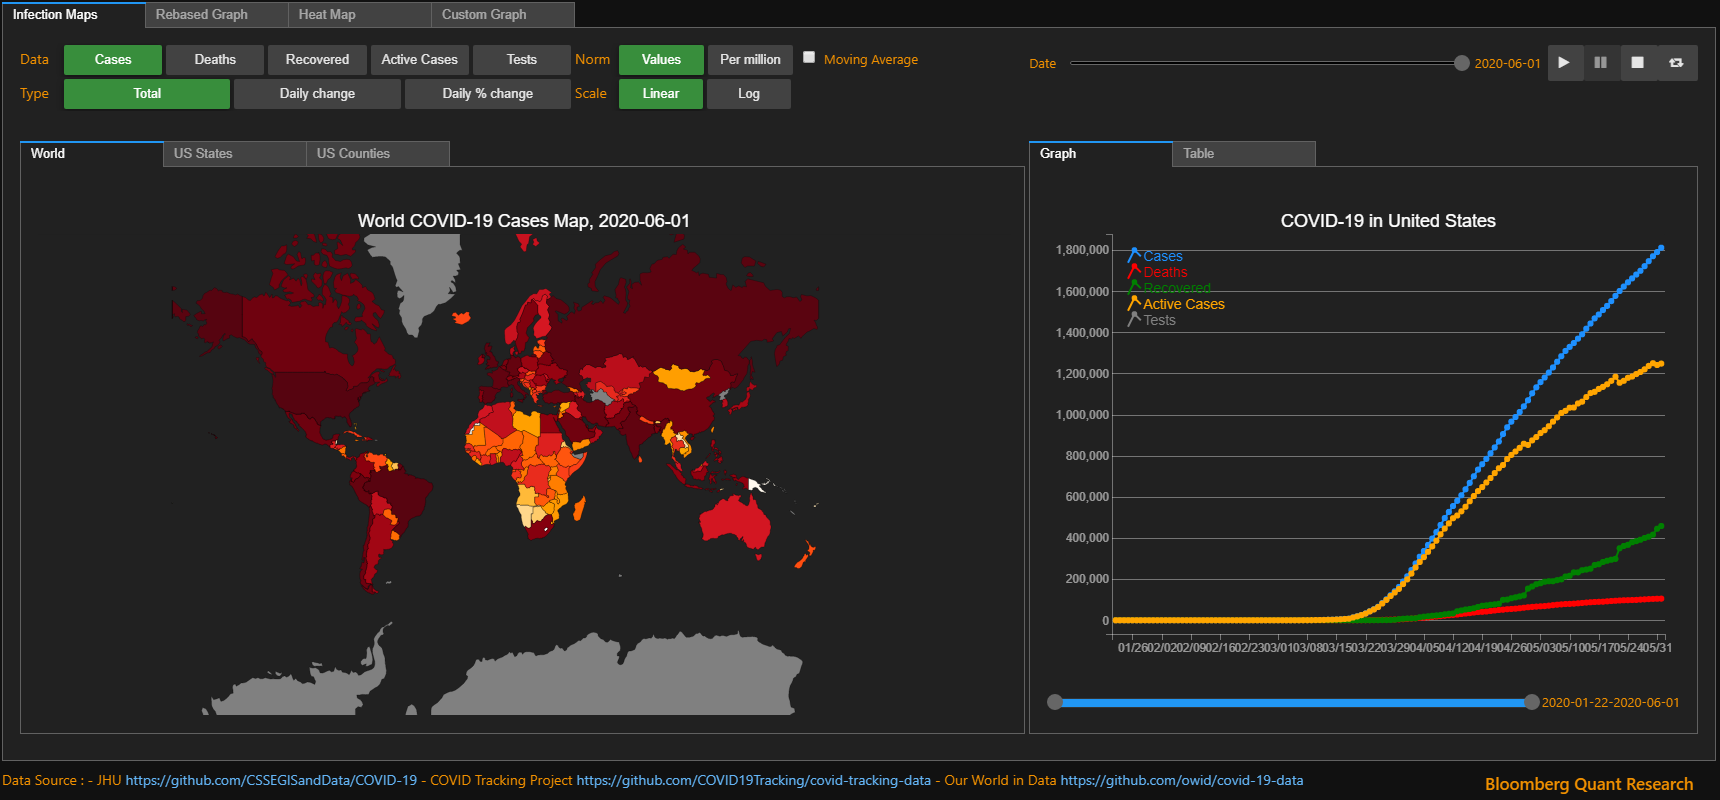 Infection Maps Rebased Graph Heat Map Custom Graph
Data Cases Deaths Recovered Active Cases Tests Norm Values Per million Moving Average Date 2020-06-01
Type Total Daily change Daily % change Scale Linear Log
World US States US Counties
World COVID-19 Cases Map, 2020-06-01
Graph Table
COVID-19 in United States
1,800,000
1,600,000
1,400,000
1,200,000
1,000,000
800,000
600,000
400,000
200,000
0
Cases
Deaths
Recovered
Active Cases
Tests
01/26 02/02 02/09 02/16 02/23 03/01 03/08 03/15 03/22 03/29 04/05 04/12 04/19 04/26 05/03 05/10 05/17 05/24 05/31
2020-01-22-2020-06-01
Data Source : - JHU https://github.com/CSSEGISandData/COVID-19 - COVID Tracking Project https://github.com/COVID19Tracking/covid-tracking-data - Our World in Data https://github.com/owid/covid-19-data
Bloomberg Quant Research